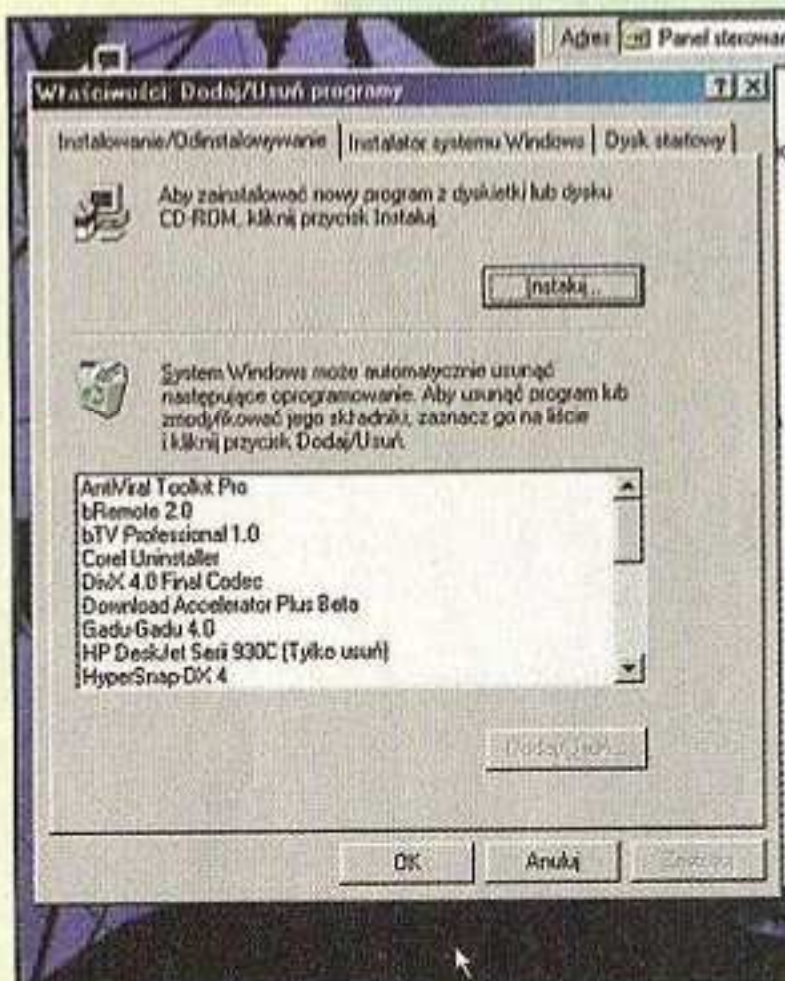 Adres Panel sterowan
Właściwości: Dodaj/Usuń programy
Instalowanie/Odinstalowywanie
Instalator systemu Windows
Dysk startowy
Aby zainstalować nowy program z dyskietki lub dysku
CD-ROM, kliknij przycisk Instaluj.
Instaluj...
System Windows może automatycznie usunąć
następujące oprogramowanie. Aby usunąć program lub
zmodyfikować jego składniki, zaznacz go na liście
i kliknij przycisk Dodaj/Usuń.
AntiViral Toolkit Pro
bRemote 2.0
bTV Professional 1.0
Corel Uninstaller
DivX 4.0 Final Codec
Download Accelerator Plus Beta
Gadu-Gadu 4.0
HP DeskJet Serii 930C (Tylko usuń)
HyperSnap-DX 4
Dodaj/Usuń...
OK
Anuluj